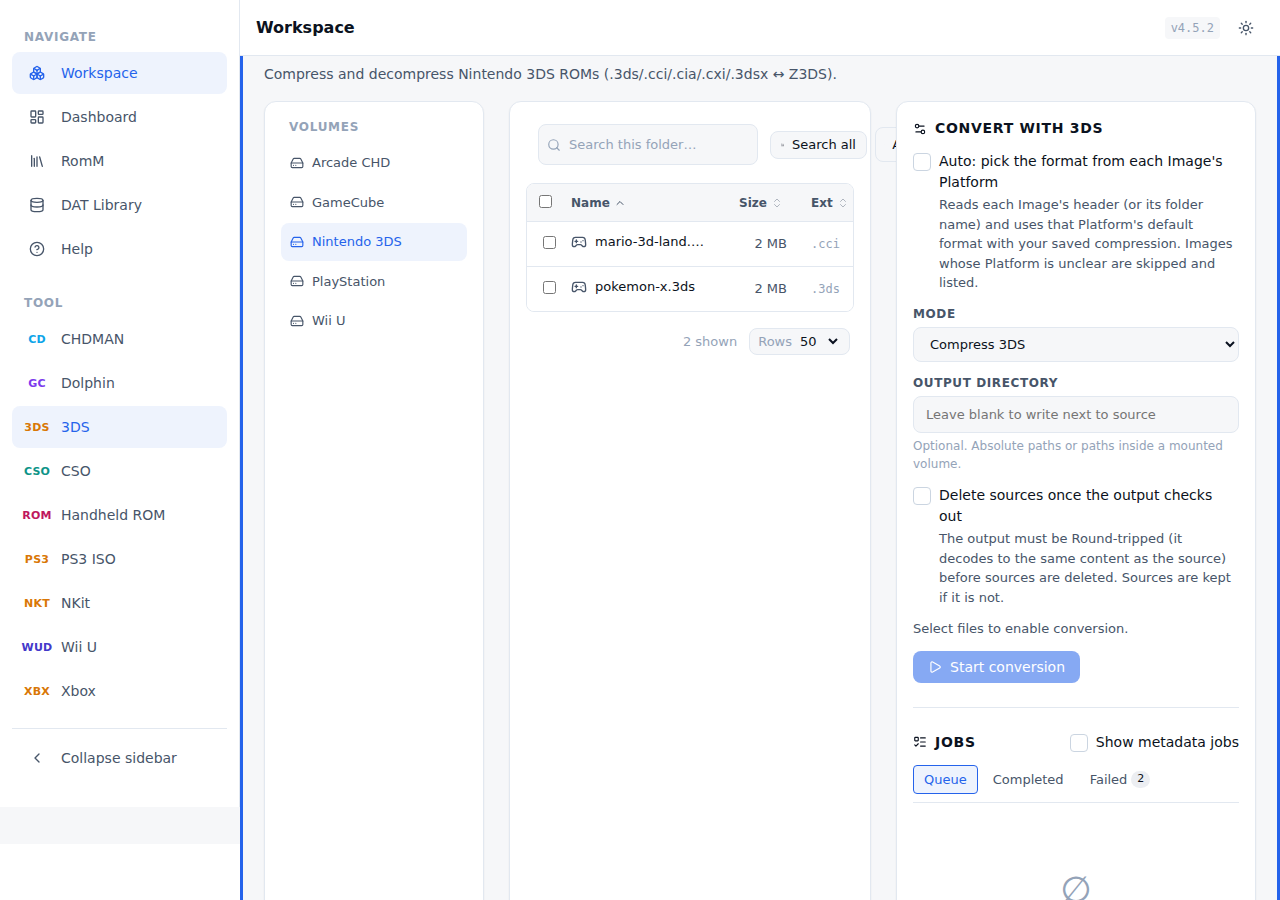 NAVIGATE
Workspace
Dashboard
RomM
DAT Library
Help
TOOL
CD CHDMAN
GC Dolphin
3DS 3DS
CSO CSO
ROM Handheld ROM
PS3 PS3 ISO
NKT NKit
WUD Wii U
XBX Xbox
Collapse sidebar
Workspace
v4.5.2
Compress and decompress Nintendo 3DS ROMs (.3ds/.cci/.cia/.cxi/.3dsx ↔ Z3DS).
VOLUMES
Arcade CHD
GameCube
Nintendo 3DS
PlayStation
Wii U
Search this folder…
Search all
Name Size Ext
mario-3d-land.… 2 MB .cci
pokemon-x.3ds 2 MB .3ds
2 shown Rows 50
CONVERT WITH 3DS
Auto: pick the format from each Image's
Platform
Reads each Image's header (or its folder
name) and uses that Platform's default
format with your saved compression. Images
whose Platform is unclear are skipped and
listed.
MODE
Compress 3DS
OUTPUT DIRECTORY
Leave blank to write next to source
Optional. Absolute paths or paths inside a mounted
volume.
Delete sources once the output checks
out
The output must be Round-tripped (it
decodes to the same content as the source)
before sources are deleted. Sources are kept
if it is not.
Select files to enable conversion.
Start conversion
JOBS
Show metadata jobs
Queue Completed Failed 2